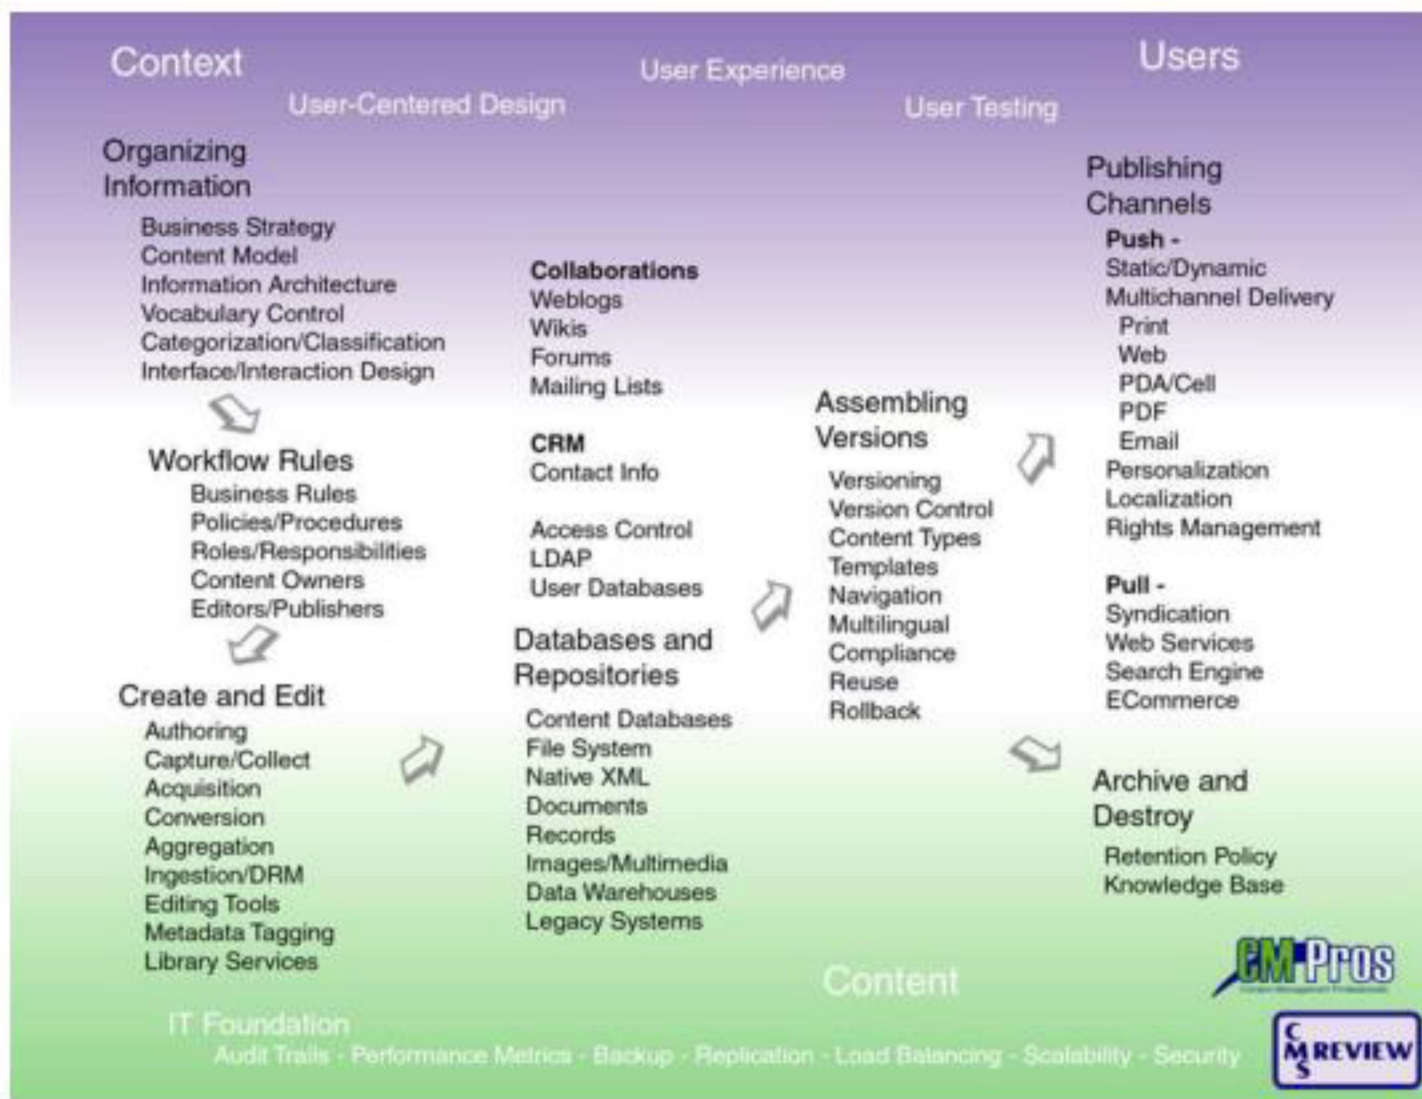 Context
User Experience
Users
User-Centered Design
User Testing
Organizing
Information
Business Strategy
Content Model
Information Architecture
Vocabulary Control
Categorization/Classification
Interface/Interaction Design
Workflow Rules
Business Rules
Policies/Procedures
Roles/Responsibilities
Content Owners
Editors/Publishers
Create and Edit
Authoring
Capture/Collect
Acquisition
Conversion
Aggregation
Ingestion/DRM
Editing Tools
Metadata Tagging
Library Services
Collaborations
Weblogs
Wikis
Forums
Mailing Lists
CRM
Contact Info
Access Control
LDAP
User Databases
Databases and
Repositories
Content Databases
File System
Native XML
Documents
Records
Images/Multimedia
Data Warehouses
Legacy Systems
Assembling
Versions
Versioning
Version Control
Content Types
Templates
Navigation
Multilingual
Compliance
Reuse
Rollback
Publishing
Channels
Push -
Static/Dynamic
Multichannel Delivery
Print
Web
PDA/Cell
PDF
Email
Personalization
Localization
Rights Management
Pull -
Syndication
Web Services
Search Engine
ECommerce
Archive and
Destroy
Retention Policy
Knowledge Base
Content
IT Foundation
Audit Trails - Performance Metrics - Backup - Replication - Load Balancing - Scalability - Security
CM Pros
Content Management Professionals
CMS REVIEW